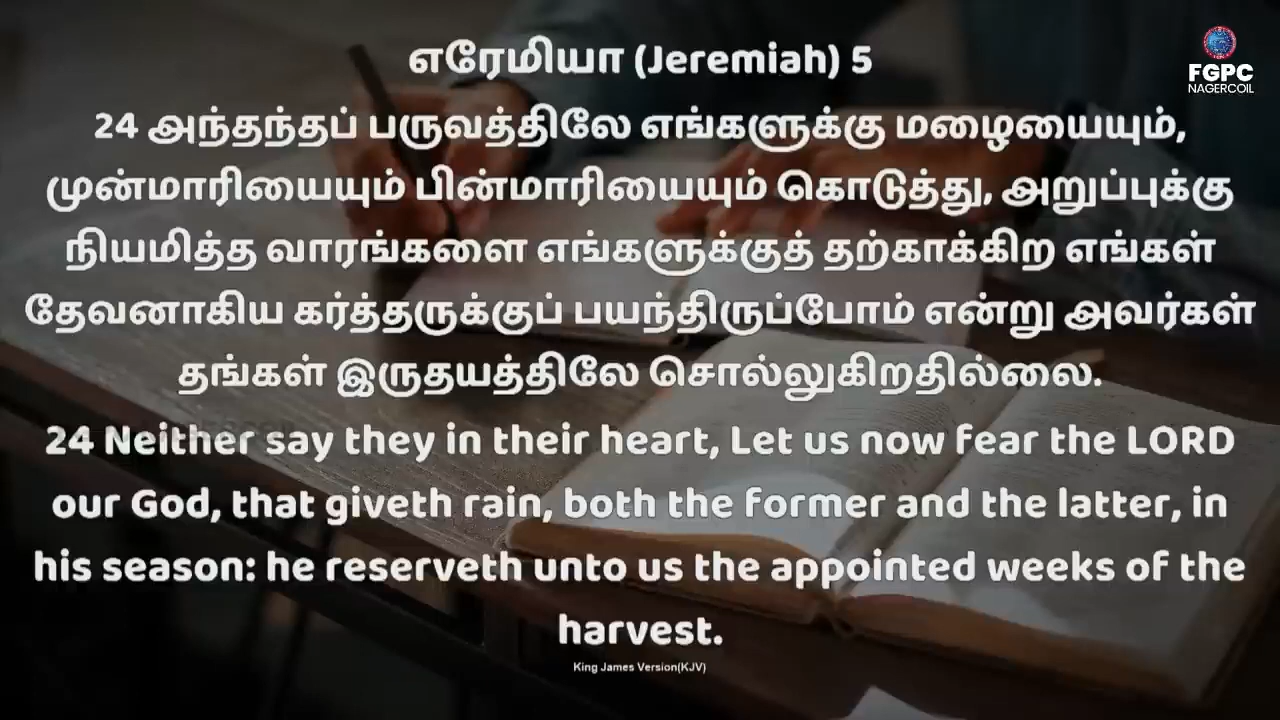 எரேமியா (Jeremiah) 5
FGPC
NAGERCOIL
24 அந்தந்தப் பருவத்திலே எங்களுக்கு மழையையும்,
முன்மாரியையும் பின்மாரியையும் கொடுத்து, அறுப்புக்கு
நியமித்த வாரங்களை எங்களுக்குத் தற்காக்கிற எங்கள்
தேவனாகிய கர்த்தருக்குப் பயந்திருப்போம் என்று அவர்கள்
தங்கள் இருதயத்திலே சொல்லுகிறதில்லை.
24 Neither say they in their heart, Let us now fear the LORD
our God, that giveth rain, both the former and the latter, in
his season: he reserveth unto us the appointed weeks of the
harvest.
King James Version(KJV)